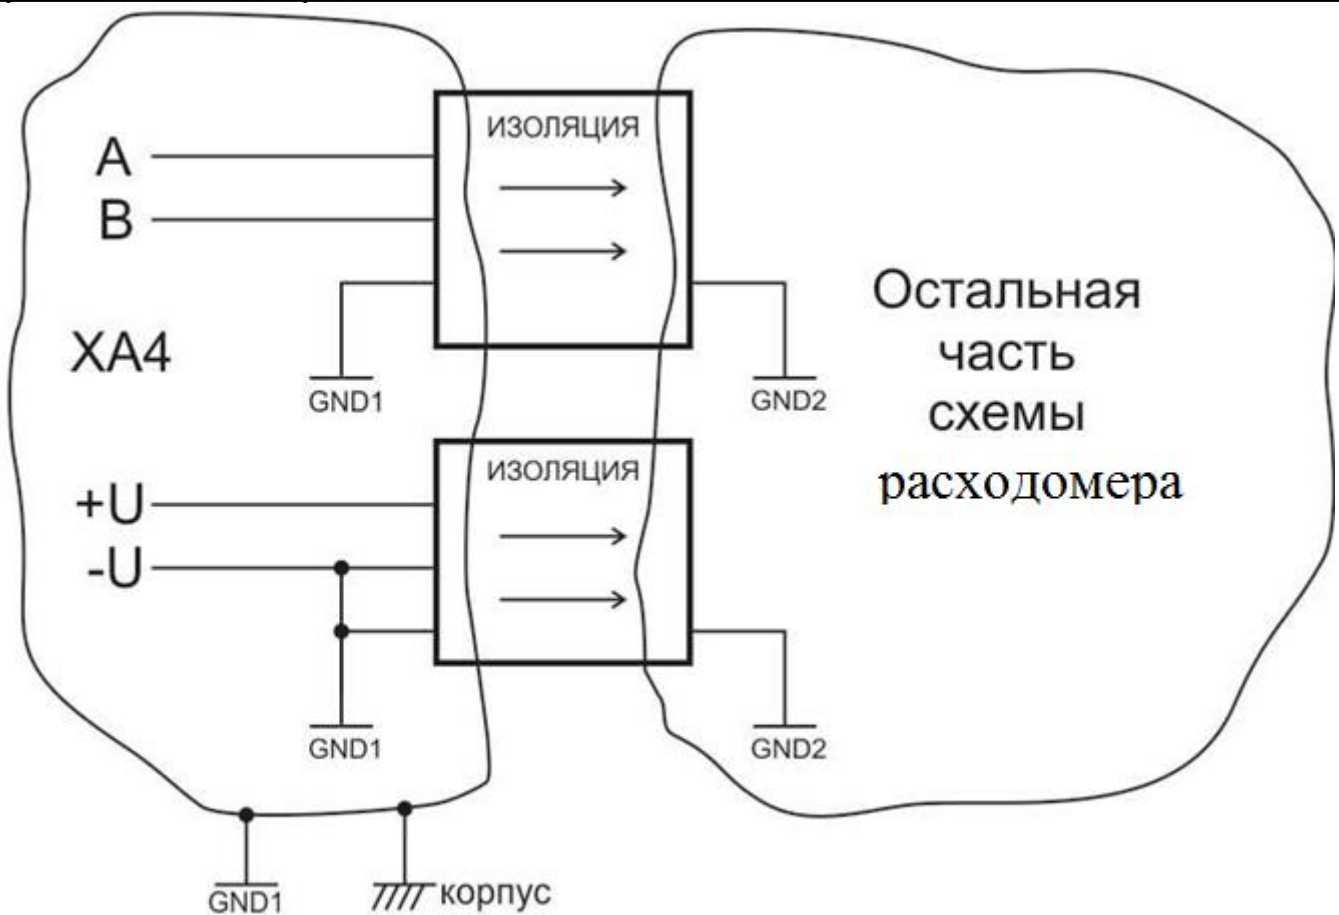 ИЗОЛЯЦИЯ
A
B
XA4
GND1
GND2
Остальная
часть
схемы
расходомера
ИЗОЛЯЦИЯ
+U
-U
GND1
GND2
GND1
корпус